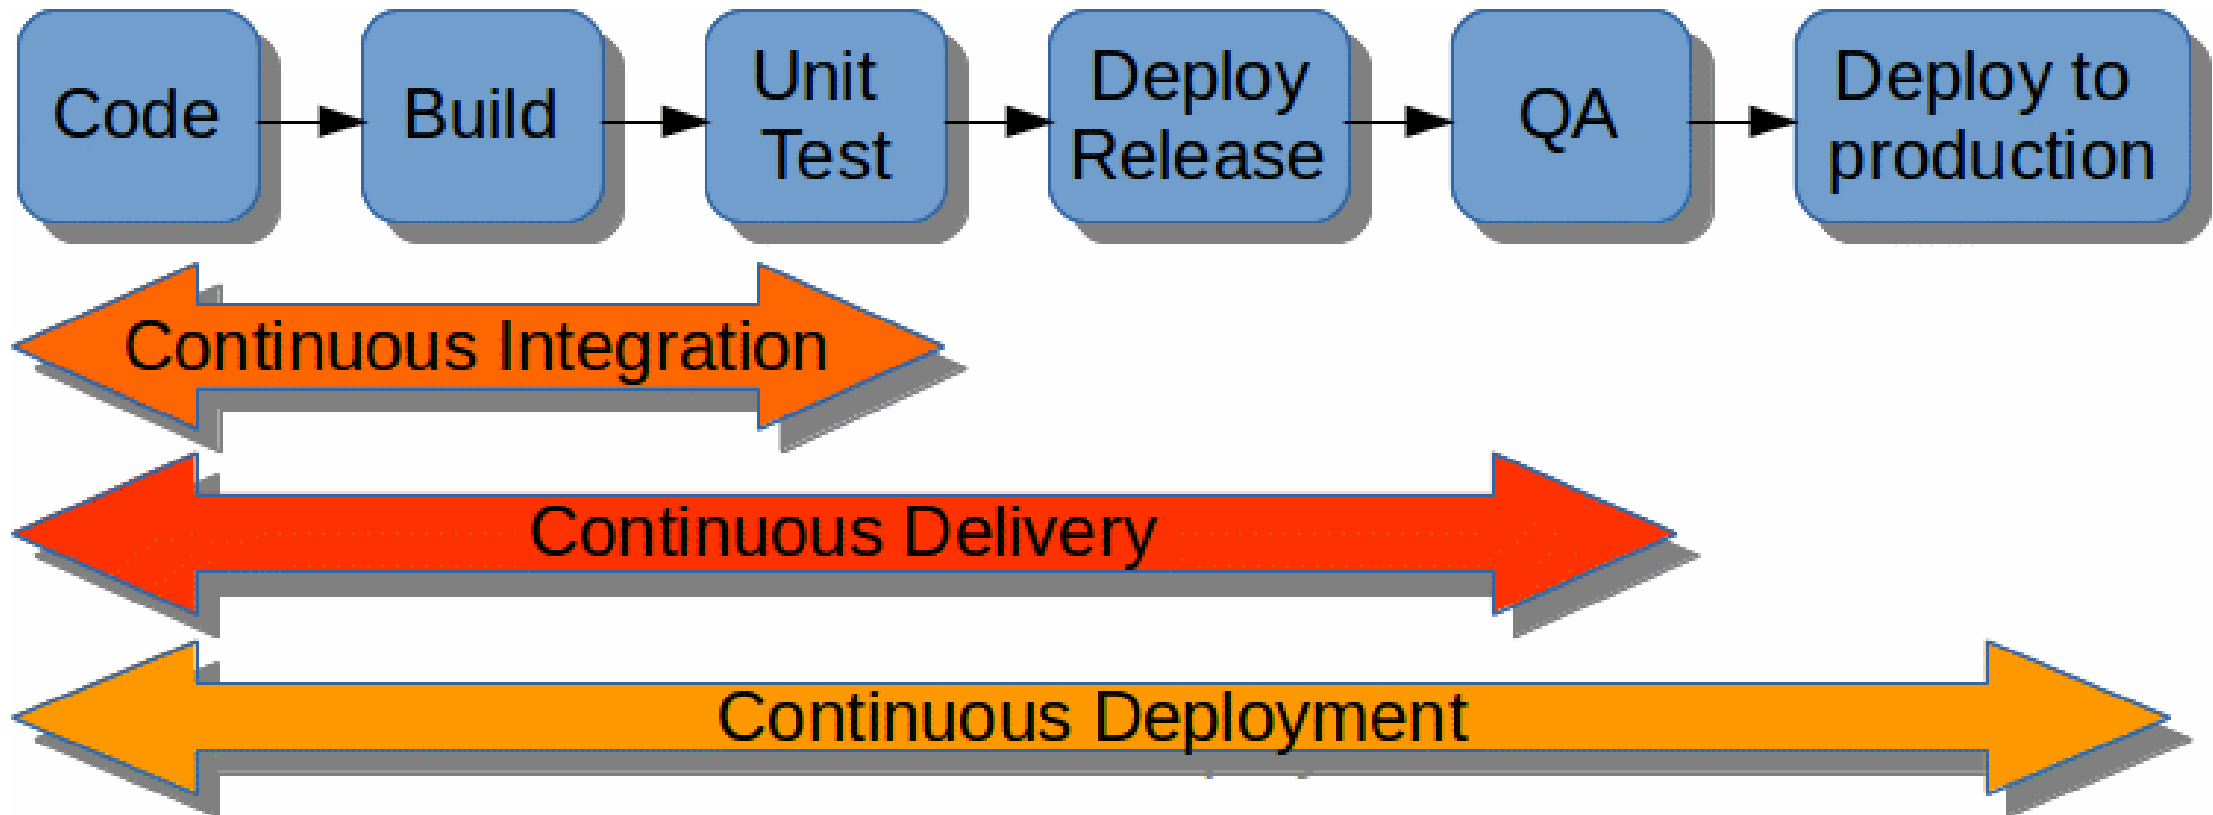 Code
Build
Unit
Test
Deploy
Release
QA
Deploy to
production
Continuous Integration
Continuous Delivery
Continuous Deployment